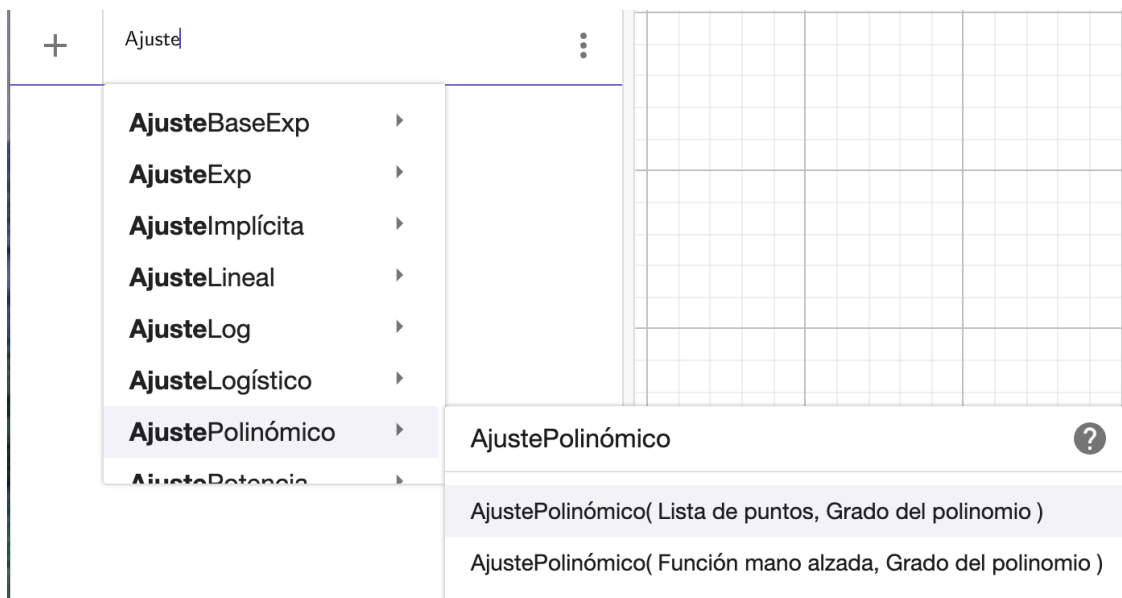 Ajuste
AjusteBaseExp
AjusteExp
AjusteImplícita
AjusteLineal
AjusteLog
AjusteLogístico
AjustePolinómico
AjustePotencia
AjustePolinómico
AjustePolinómico( Lista de puntos, Grado del polinomio )
AjustePolinómico( Función mano alzada, Grado del polinomio )